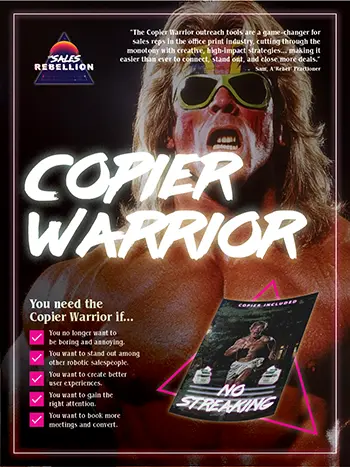 THE SALES
REBELLION
"The Copier Warrior outreach tools are a game-changer for
sales reps in the office print industry, cutting through the
monotony with creative, high-impact strategies... making it
easier than ever to connect, stand out, and close more deals."
- Sam, A "Rebel" Practioner
COPIER
WARRIOR
You need the
Copier Warrior if...
You no longer want to
be boring and annoying.
You want to stand out among
other robotic salespeople.
You want to create better
user experiences.
You want to gain the
right attention.
You want to book more
meetings and convert.
COPIER INCLUDED
NO
STREAKING